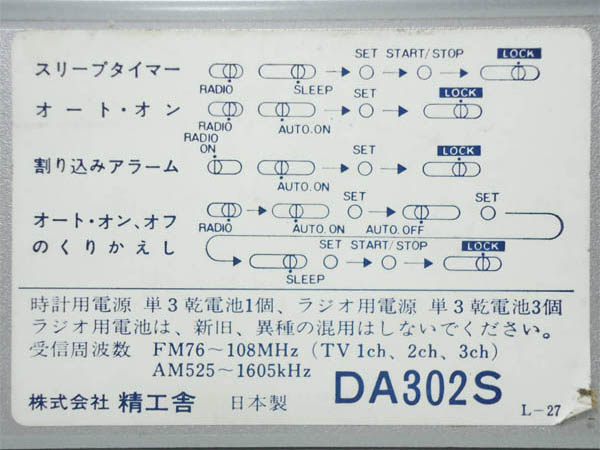 SET START/STOP LOCK
スリープタイマー
RADIO SLEEP SET
オート・オン LOCK
RADIO AUTO.ON
RADIO ON SET LOCK
割り込みアラーム
AUTO.ON SET SET
オート・オン、オフ
RADIO AUTO.ON AUTO.OFF
のくりかえし SET START/STOP LOCK
SLEEP
時計用電源 単3乾電池1個、ラジオ用電源 単3乾電池3個
ラジオ用電池は、新旧、異種の混用はしないでください。
受信周波数 FM76～108MHz (TV 1ch、2ch、3ch)
AM525～1605kHz
株式会社 精工舎 日本製 DA302S L-27